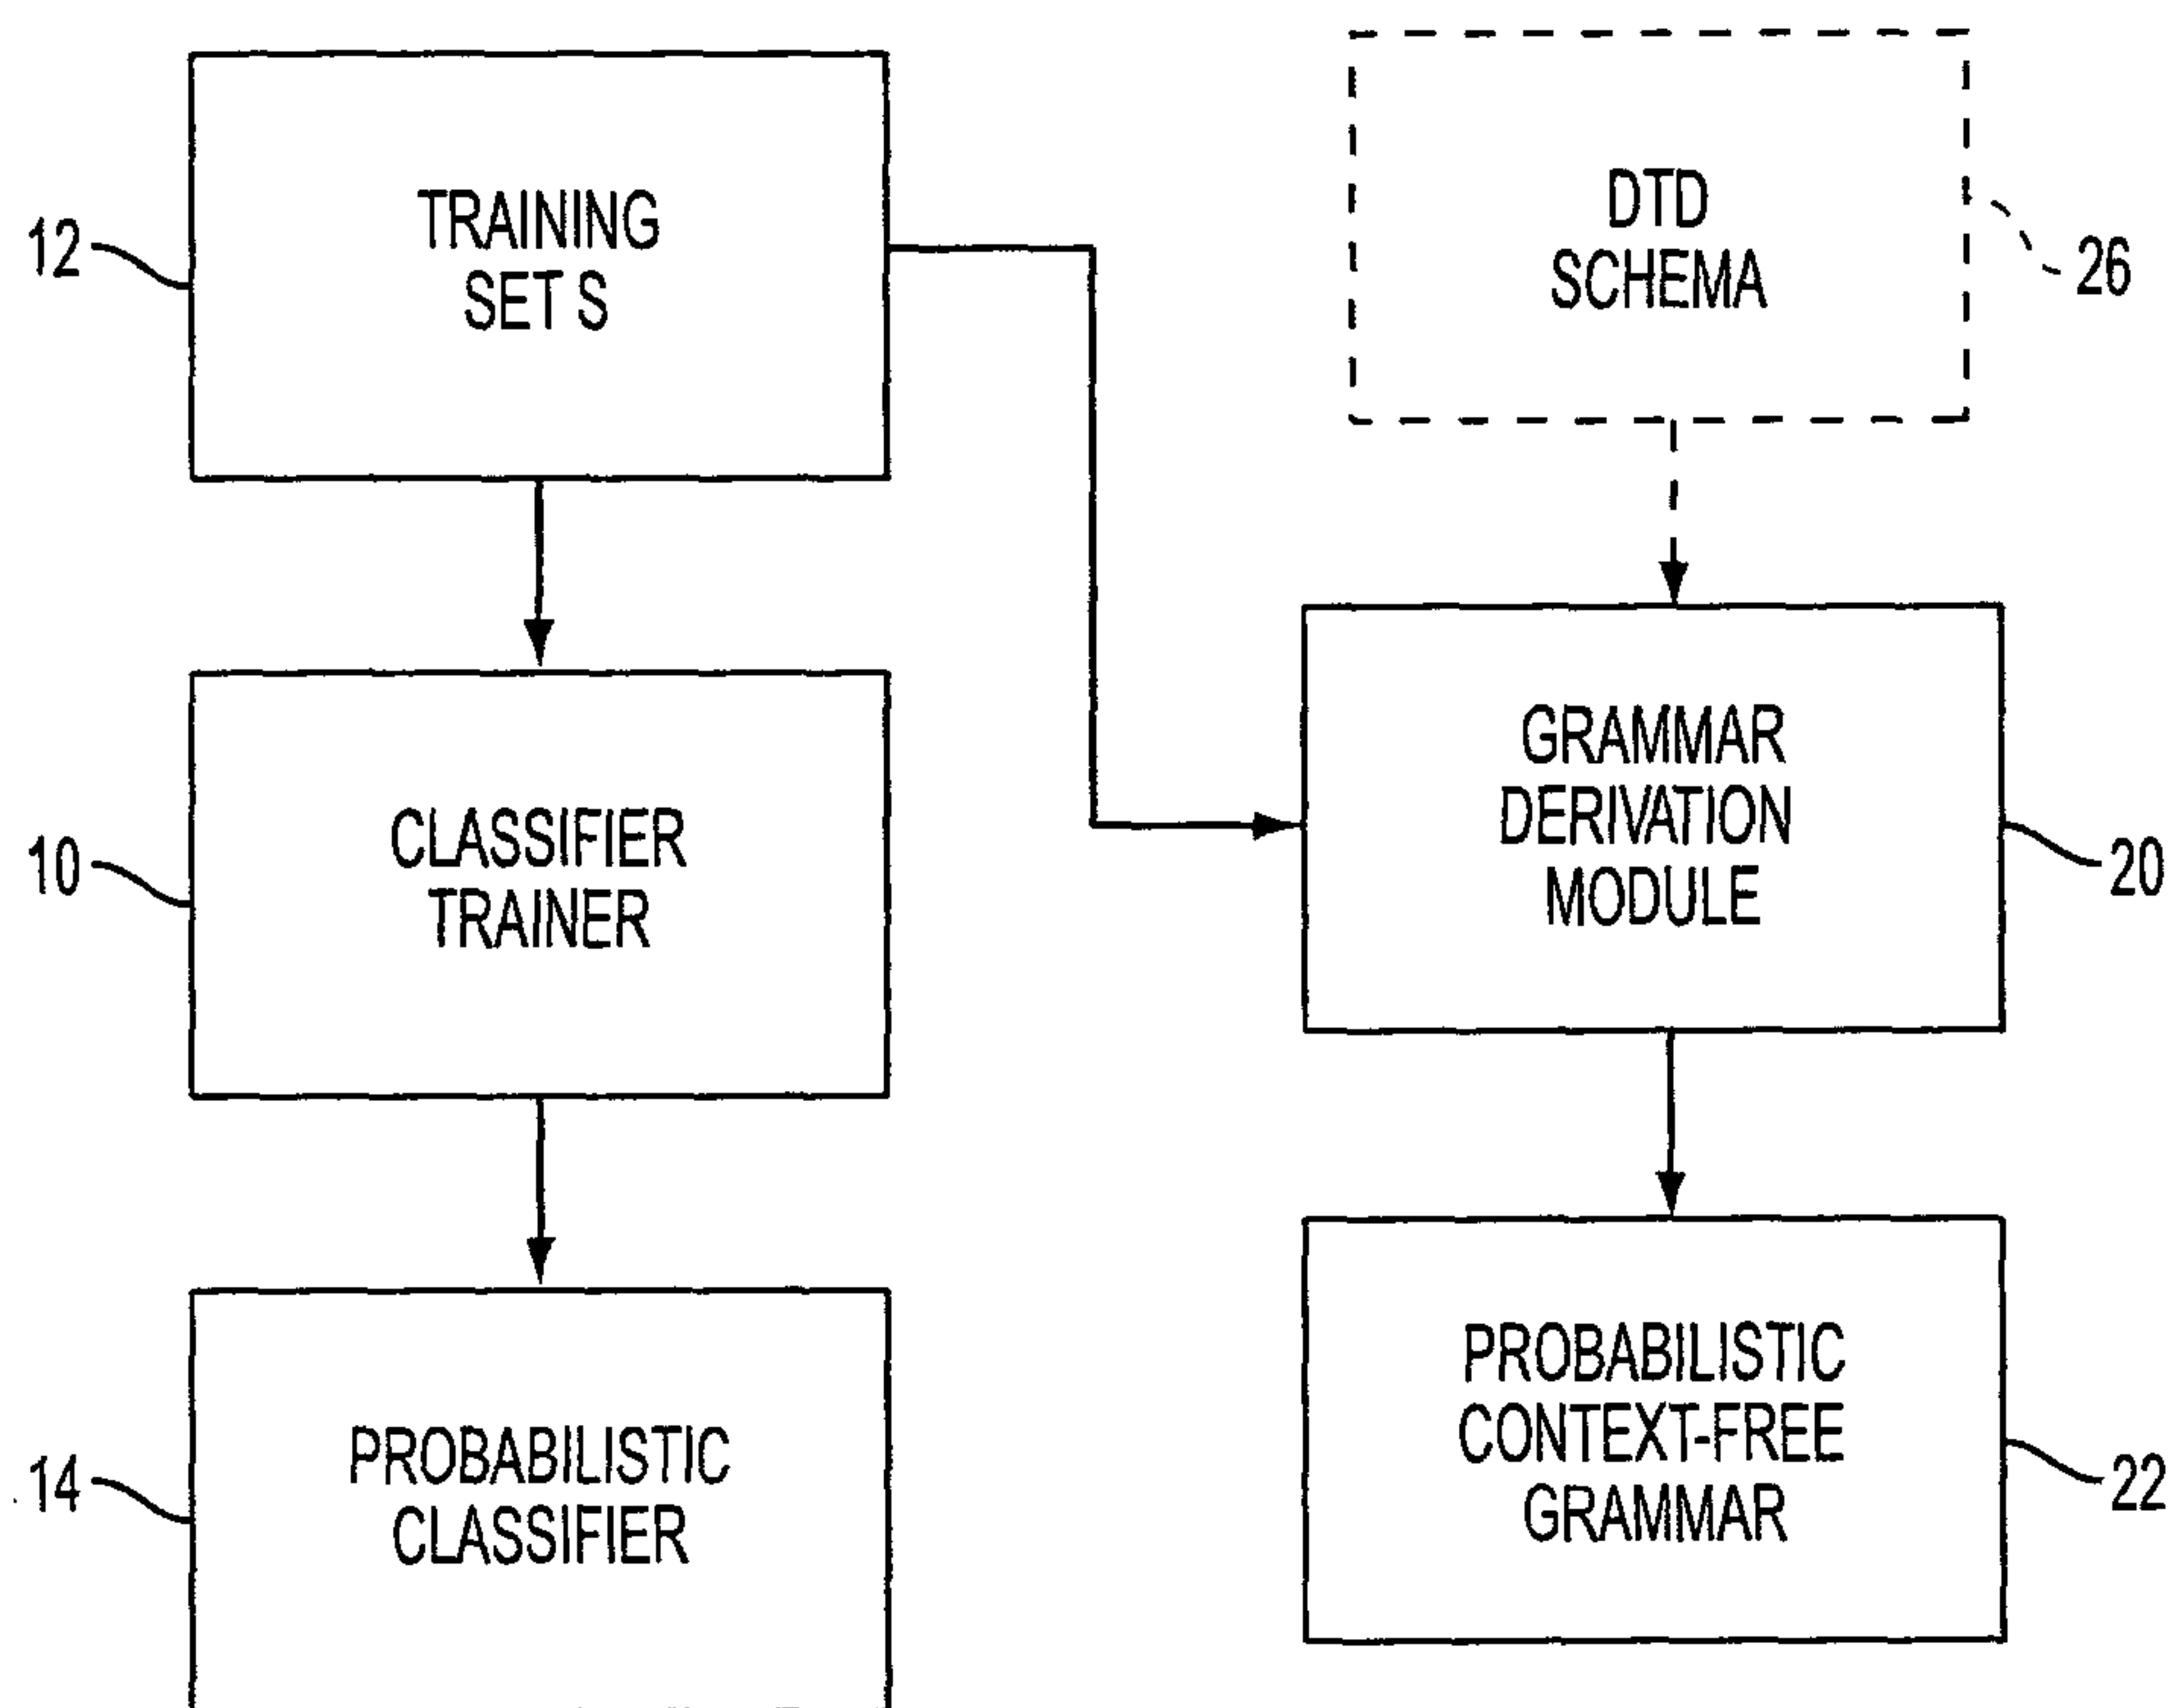 12
TRAINING
SET S
DTD
SCHEMA
26
10
CLASSIFIER
TRAINER
GRAMMAR
DERIVATION
MODULE
20
14
PROBABILISTIC
CLASSIFIER
PROBABILISTIC
CONTEXT-FREE
GRAMMAR
22